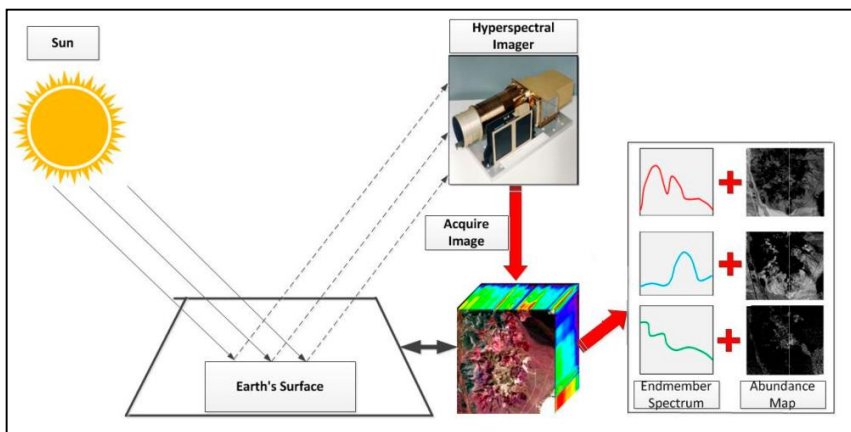 Sun
Hyperspectral
Imager
Acquire
Image
Earth's Surface
Endmember
Spectrum
Abundance
Map